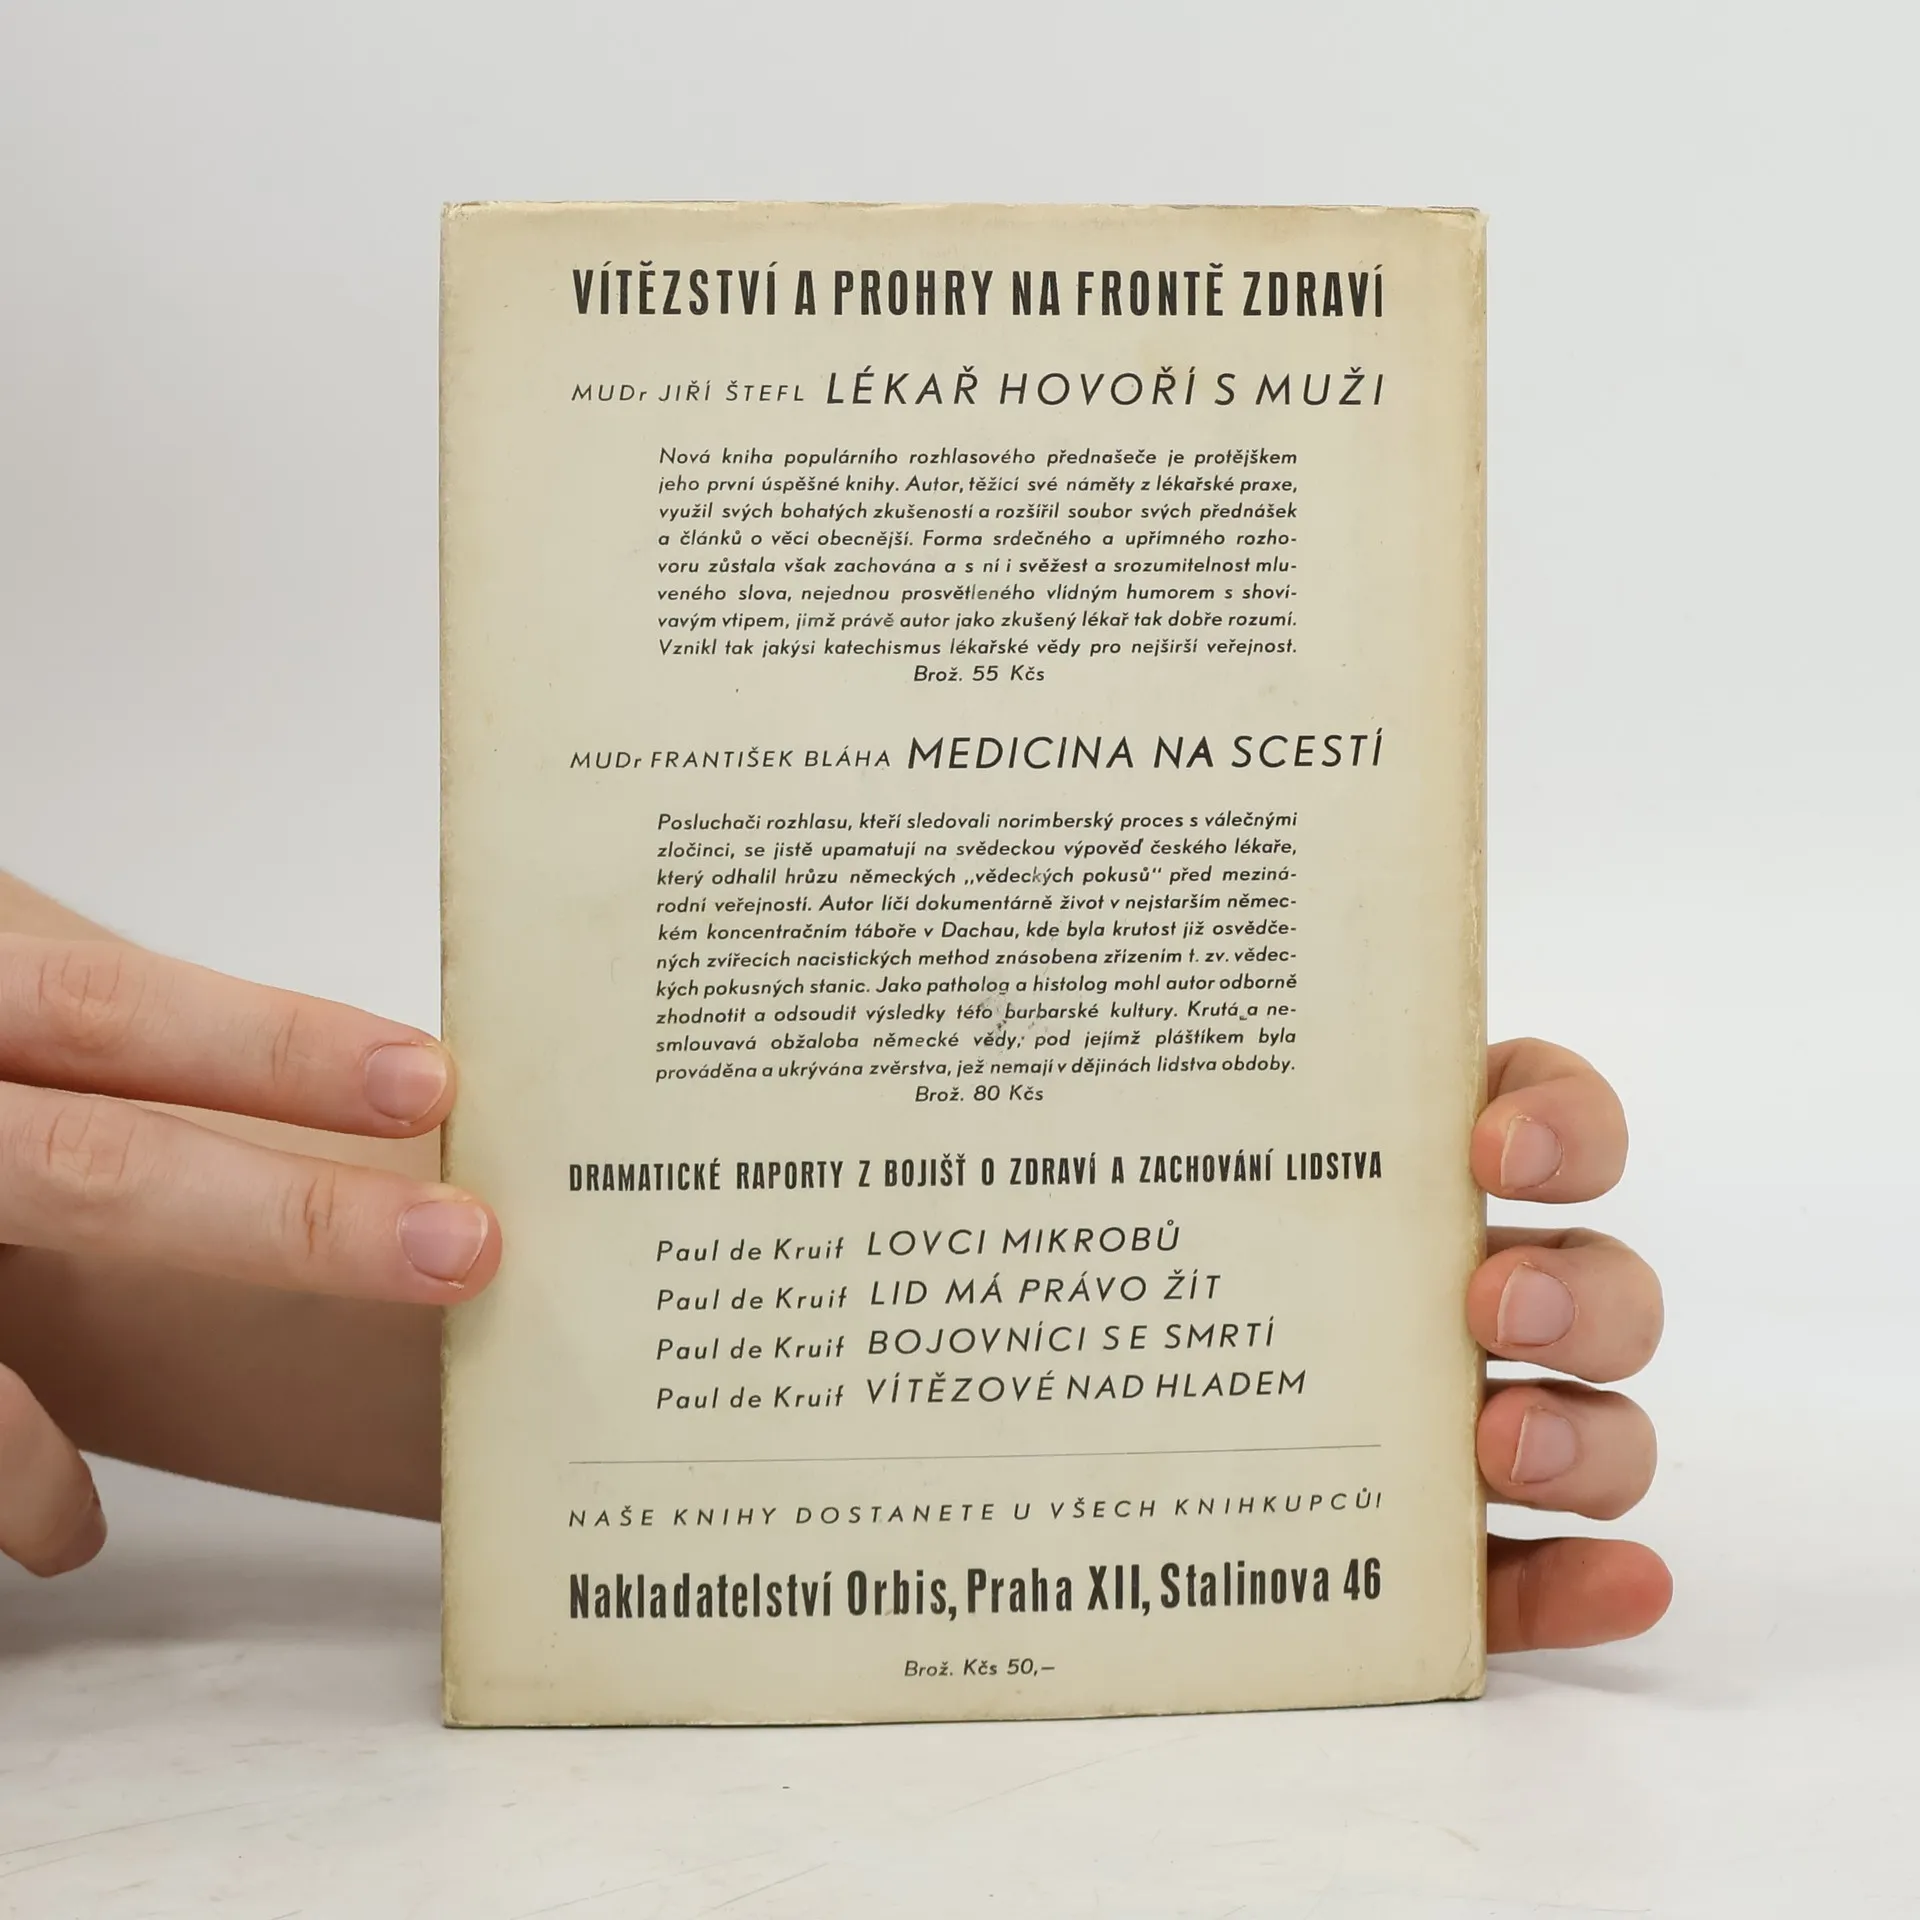 VÍTĚZSTVÍ A PROHRY NA FRONTĚ ZDRAVÍ
MUDr JIŘÍ ŠTEFL LÉKAŘ HOVOŘÍ S MUŽI
Nová kniha populárního rozhlasového přednašeče je protějškem
jeho první úspěšné knihy. Autor, těžící své náměty z lékařské praxe,
využil svých bohatých zkušeností a rozšířil soubor svých přednášek
a článků o věci obecnější. Forma srdečného a upřímného rozho-
voru zůstala však zachována a s ní i svěžest a srozumitelnost mlu-
veného slova, nejednou prosvětleného vlídným humorem s shoví-
vavým vtipem, jimž právě autor jako zkušený lékař tak dobře rozumí.
Vznikl tak jakýsi katechismus lékařské vědy pro nejširší veřejnost.
Brož. 55 Kčs
MUDr FRANTIŠEK BLÁHA MEDICINA NA SCESTÍ
Posluchači rozhlasu, kteří sledovali norimberský proces s válečnými
zločinci, se jistě upamatují na svědeckou výpověď českého lékaře,
který odhalil hrůzu německých „vědeckých pokusů“ před meziná-
rodní veřejností. Autor líčí dokumentárně život v nejstarším němec-
kém koncentračním táboře v Dachau, kde byla krutost již osvědče-
ných zvířecích nacistických method znásobena zřízením t. zv. vědec-
kých pokusných stanic. Jako patholog a histolog mohl autor odborně
zhodnotit a odsoudit výsledky této barbarské kultury. Krutá a ne-
smlouvavá obžaloba německé vědy, pod jejímž pláštíkem byla
prováděna a ukrývána zvěrstva, jež nemají v dějinách lidstva obdoby.
Brož. 80 Kčs
DRAMATICKÉ RAPORTY Z BOJIŠŤ O ZDRAVÍ A ZACHOVÁNÍ LIDSTVA
Paul de Kruif LOVCI MIKROBŮ
Paul de Kruif LID MÁ PRÁVO ŽÍT
Paul de Kruif BOJOVNÍCI SE SMRTÍ
Paul de Kruif VÍTĚZOVÉ NAD HLADEM
NAŠE KNIHY DOSTANETE U VŠECH KNIHKUPCŮ!
Nakladatelství Orbis, Praha XII, Stalinova 46
Brož. Kčs 50,—